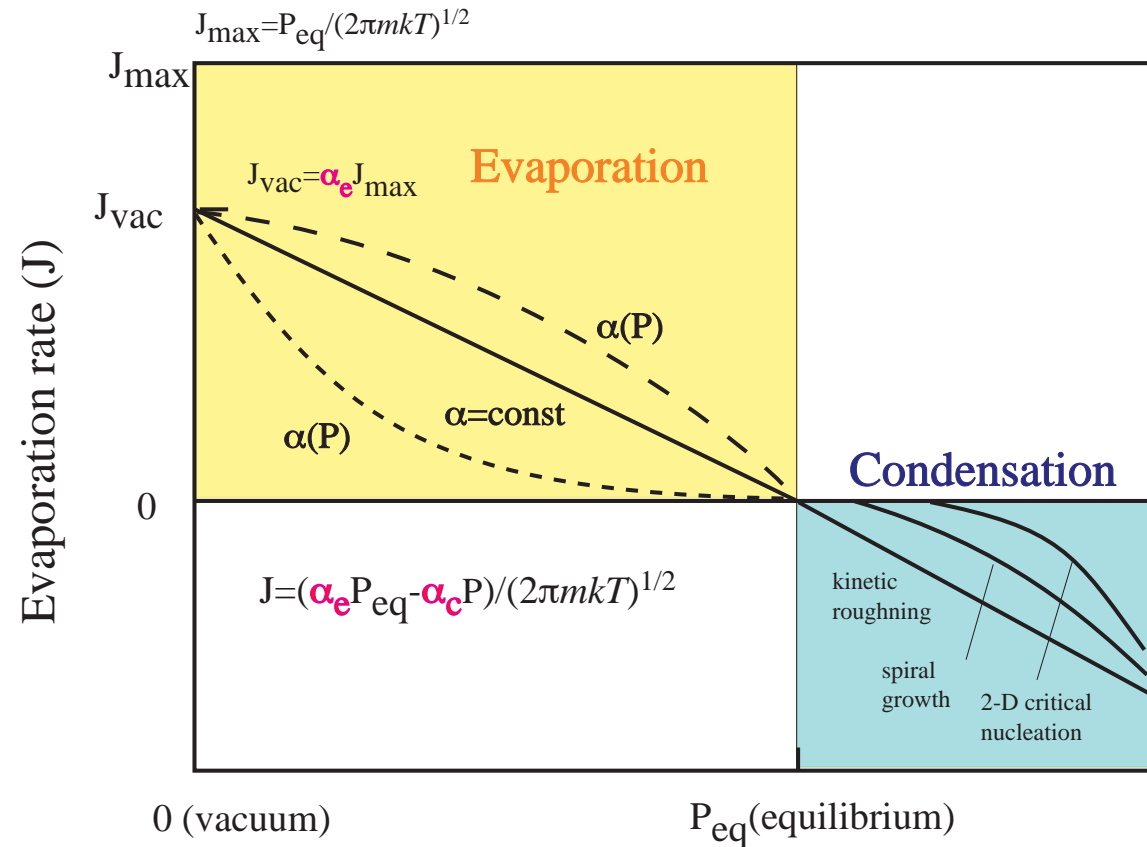 Jmax=Peq/(2πmkT)1/2
Jmax
Evaporation
Jvac=αeJmax
Jvac
Evaporation rate (J)
α(P)
α=const
α(P)
Condensation
0
J=(αePeq-αcP)/(2πmkT)1/2
kinetic
roughning
spiral
growth
2-D critical
nucleation
0 (vacuum)
Peq(equilibrium)